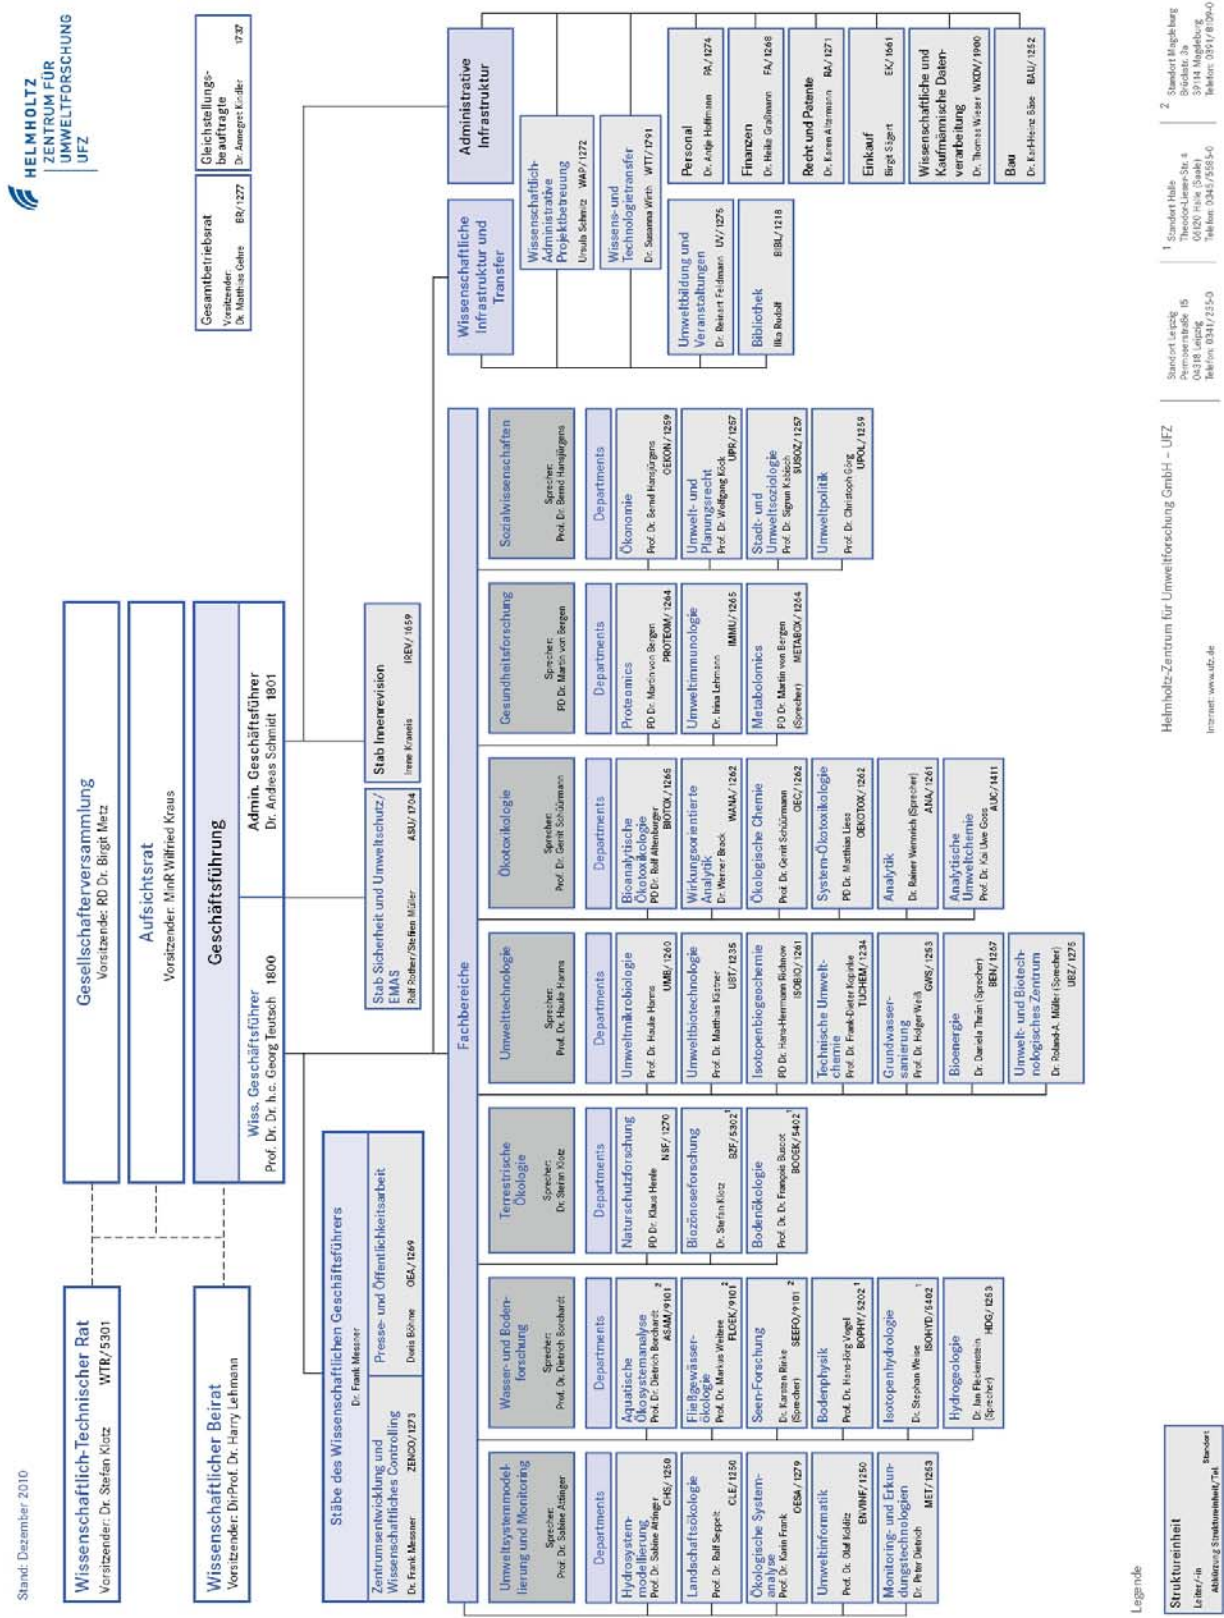 Stand: Dezember 2010
HELMHOLTZ
ZENTRUM FÜR
UMWELTFORSCHUNG
UFZ
Wissenschaftlich-Technischer Rat
Vorsitzender: Dr. Stefan Klotz WTR/5301
Wissenschaftlicher Beirat
Vorsitzender: DirProf. Dr. Harry Lehmann
Gesellschafterversammlung
Vorsitzende: RD Dr. Birgit Metz
Aufsichtsrat
Vorsitzender: MinR Wilfried Kraus
Geschäftsführung
Wiss. Geschäftsführer
Prof. Dr. Dr. h.c. Georg Teutsch 1800
Admin. Geschäftsführer
Dr. Andreas Schmidt 1801
Gesamtbetriebsrat
Vorsitzender:
Dr. Matthias Gehre BR/1277
Gleichstellungs-
beauftragte
Dr. Annegret Kindler 1737
Stäbe des Wissenschaftlichen Geschäftsführers
Dr. Frank Messner
Zentrumsentwicklung und
Wissenschaftliches Controlling
Dr. Frank Messner ZENCO/1273
Presse- und Öffentlichkeitsarbeit
Doris Böhme OEA/1269
Stab Sicherheit und Umweltschutz/
EMAS
Ralf Rother/Steffen Müller ASU/1704
Stab Innenrevision
Irene Kraneis IREV/1659
Fachbereiche
Umweltsystemmodel-
lierung und Monitoring
Sprecher:
Prof. Dr. Sabine Attinger
Departments
Hydrosystem-
modellierung
Prof. Dr. Sabine Attinger
CHS/1250
Landschaftsökologie
Prof. Dr. Ralf Seppelt
CLE/1250
Ökologische System-
analyse
Prof. Dr. Karin Frank
OESA/1279
Umweltinformatik
Prof. Dr. Olaf Kolditz
ENVINF/1250
Monitoring- und Erkun-
dungstechnologien
Dr. Peter Dietrich
MET/1253
Wasser- und Boden-
forschung
Sprecher:
Prof. Dr. Dietrich Borchardt
Departments
Aquatische
Ökosystemanalyse
Prof. Dr. Dietrich Borchardt
ASAM/9101 2
Fließgewässer-
ökologie
Prof. Dr. Markus Weitere
FLOEK/9101 2
Seen-Forschung
Dr. Karsten Rinke
(Sprecher) SEEFO/9101 2
Bodenphysik
Prof. Dr. Hans-Jörg Vogel
BOPHY/5202 1
Isotopenhydrologie
Dr. Stephan Weise
ISOHYD/5402 1
Hydrogeologie
Dr. Jan Fleckenstein
(Sprecher) HDG/1253
Terrestrische
Ökologie
Sprecher:
Dr. Stefan Klotz
Departments
Naturschutzforschung
PD Dr. Klaus Henle
NSF/1270
Biozönoseforschung
Dr. Stefan Klotz
BZF/5302 1
Bodenökologie
Prof. Dr. Dr. François Buscot
BOOEK/5402 1
Umwelttechnologie
Sprecher:
Prof. Dr. Hauke Harms
Departments
Umweltmikrobiologie
Prof. Dr. Hauke Harms
UMB/1260
Umweltbiotechnologie
Prof. Dr. Matthias Kästner
UBT/1235
Isotopenbiogeochemie
PD Dr. Hans-Hermann Richnow
ISOBIO/1261
Technische Umwelt-
chemie
Prof. Dr. Frank-Dieter Kopinke
TUCHEM/1234
Grundwasser-
sanierung
Prof. Dr. Holger Weiß
GWS/1253
Bioenergie
Dr. Daniela Thrän (Sprecher)
BEN/1267
Umwelt- und Biotech-
nologisches Zentrum
Dr. Roland A. Müller (Sprecher)
UBZ/1275
Ökotoxikologie
Sprecher:
Prof. Dr. Gerrit Schüürmann
Departments
Bioanalytische
Ökotoxikologie
PD Dr. Rolf Altenburger
BIOTOX/1265
Wirkungsorientierte
Analytik
Dr. Werner Brack
WANA/1262
Ökologische Chemie
Prof. Dr. Gerrit Schüürmann
OEC/1262
System-Ökotoxikologie
PD Dr. Matthias Liess
OEKOTOX/1262
Analytik
Dr. Rainer Wennrich (Sprecher)
ANA/1261
Analytische
Umweltchemie
Prof. Dr. Kai Uwe Goss
AUC/1411
Gesundheitsforschung
Sprecher:
PD Dr. Martin von Bergen
Departments
Proteomics
PD Dr. Martin von Bergen
PROTEOM/1264
Umweltimmunologie
Dr. Irina Lehmann
IMMU/1265
Metabolomics
PD Dr. Martin von Bergen
(Sprecher) METABOX/1264
Sozialwissenschaften
Sprecher:
Prof. Dr. Bernd Hansjürgens
Departments
Ökonomie
Prof. Dr. Bernd Hansjürgens
OEKON/1259
Umwelt- und
Planungsrecht
Prof. Dr. Wolfgang Köck
UPR/1257
Stadt- und
Umweltsoziologie
Prof. Dr. Sigrun Kabisch
SUSOZ/1257
Umweltpolitik
Prof. Dr. Christoph Görg
UPOL/1259
Wissenschaftliche
Infrastruktur und
Transfer
Administrative
Infrastruktur
Wissenschaftlich-
Administrative
Projektbetreuung
Ursula Schmitz WAP/1272
Wissens- und
Technologietransfer
Dr. Susanna Wirth WTT/1791
Umweltbildung und
Veranstaltungen
Dr. Reinart Feldmann UV/1275
Bibliothek
Ilka Rudolf BIBL/1218
Personal
Dr. Antje Hoffmann PA/1274
Finanzen
Dr. Heike Graßmann FA/1268
Recht und Patente
Dr. Karen Altermann RA/1271
Einkauf
Birgit Sägert EK/1661
Wissenschaftliche und
Kaufmännische Daten-
verarbeitung
Dr. Thomas Wieser WKDV/1900
Bau
Dr. Karl-Heinz Bäse BAU/1252
Legende
Struktureinheit
Leiter/-in
Abkürzung Struktureinheit/Tel. Standort
Helmholtz-Zentrum für Umweltforschung GmbH – UFZ
Internet: www.ufz.de
Standort Leipzig
Permoserstraße 15
04318 Leipzig
Telefon: 0341/235-0
1 Standort Halle
Theodor-Lieser-Str. 4
06120 Halle (Saale)
Telefon: 0345/5585-0
2 Standort Magdeburg
Brückstr. 3a
39114 Magdeburg
Telefon: 0391/8109-0